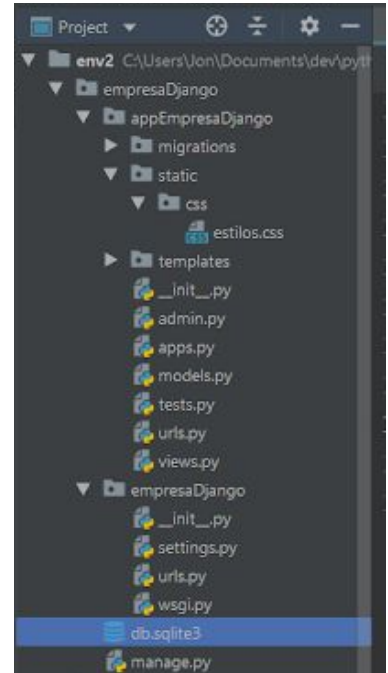 Project
env2 C:\Users\Jon\Documents\dev\pyth
empresaDjango
appEmpresaDjango
migrations
static
css
CSS estilos.css
templates
__init__.py
admin.py
apps.py
models.py
tests.py
urls.py
views.py
empresaDjango
__init__.py
settings.py
urls.py
wsgi.py
db.sqlite3
manage.py